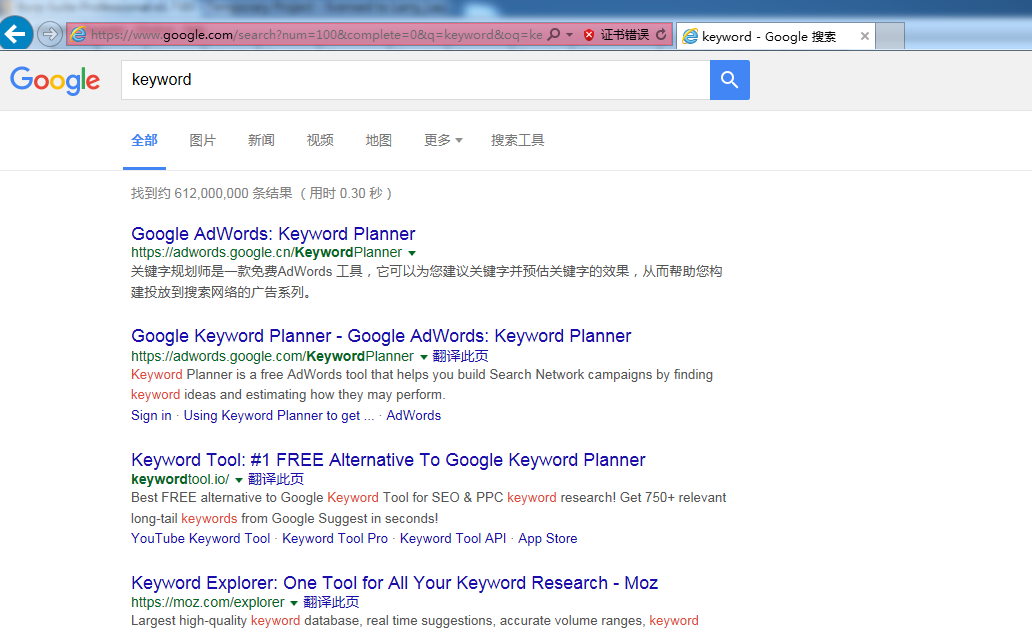 https://www.google.com/search?num=100&complete=0&q=keyword&oq=ke
证书错误
keyword - Google 搜索
Google
keyword
全部 图片 新闻 视频 地图 更多 搜索工具
找到约 612,000,000 条结果 （用时 0.30 秒）
Google AdWords: Keyword Planner
https://adwords.google.cn/KeywordPlanner
关键字规划师是一款免费AdWords 工具，它可以为您建议关键字并预估关键字的效果，从而帮助您构
建投放到搜索网络的广告系列。
Google Keyword Planner - Google AdWords: Keyword Planner
https://adwords.google.com/KeywordPlanner 翻译此页
Keyword Planner is a free AdWords tool that helps you build Search Network campaigns by finding
keyword ideas and estimating how they may perform.
Sign in · Using Keyword Planner to get ... · AdWords
Keyword Tool: #1 FREE Alternative To Google Keyword Planner
keywordtool.io/ 翻译此页
Best FREE alternative to Google Keyword Tool for SEO & PPC keyword research! Get 750+ relevant
long-tail keywords from Google Suggest in seconds!
YouTube Keyword Tool · Keyword Tool Pro · Keyword Tool API · App Store
Keyword Explorer: One Tool for All Your Keyword Research - Moz
https://moz.com/explorer 翻译此页
Largest high-quality keyword database, real time suggestions, accurate volume ranges, keyword